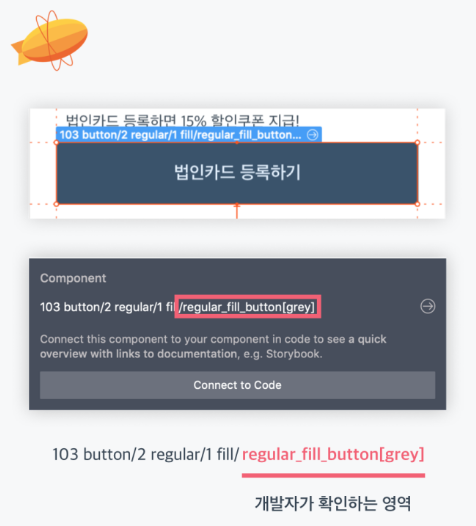 법인카드 등록하면 15% 할인쿠폰 지급!
103 button/2 regular/1 fill/regular_fill_button...
법인카드 등록하기
Component
103 button/2 regular/1 fil/regular_fill_button[grey]
Connect this component to your component in code to see a quick
overview with links to documentation, e.g. Storybook.
Connect to Code
103 button/2 regular/1 fill/regular_fill_button[grey]
개발자가 확인하는 영역